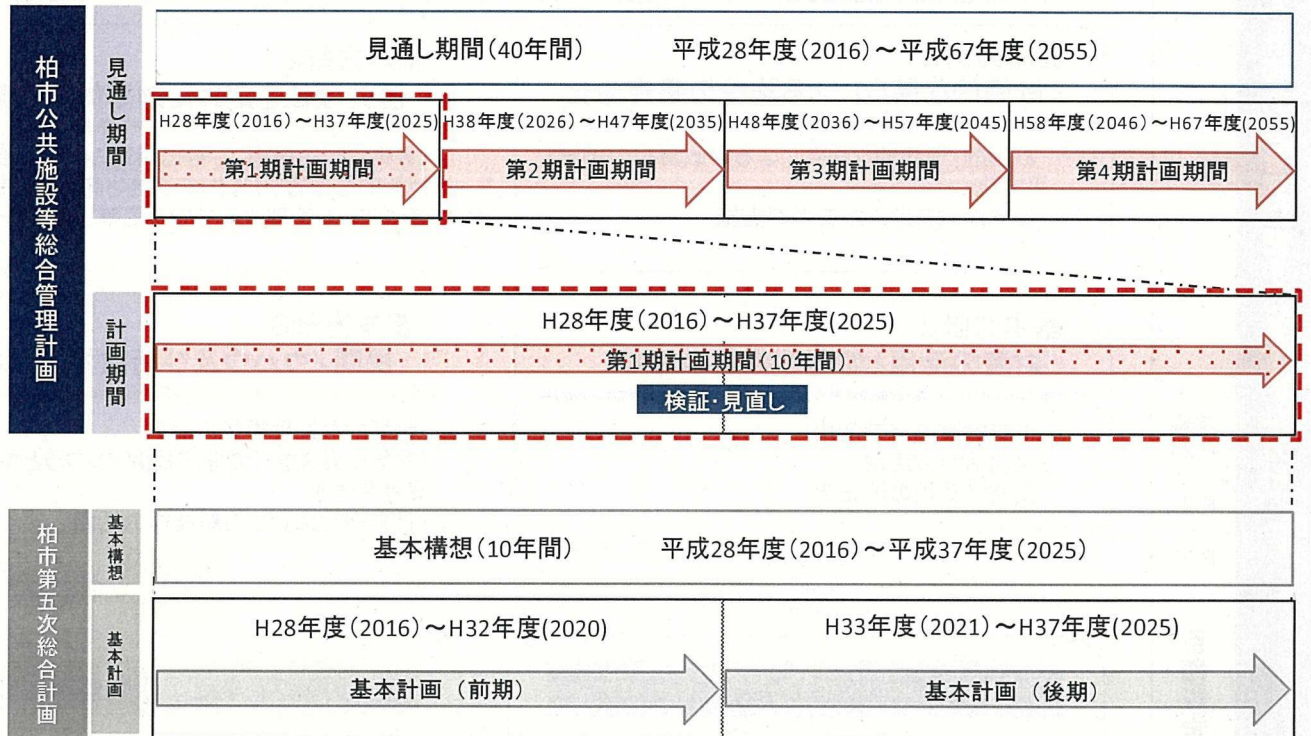 柏市公共施設等総合管理計画
見通し期間
見通し期間(40年間) 平成28年度(2016)～平成67年度(2055)
H28年度(2016)～H37年度(2025)
第1期計画期間
H38年度(2026)～H47年度(2035)
第2期計画期間
H48年度(2036)～H57年度(2045)
第3期計画期間
H58年度(2046)～H67年度(2055)
第4期計画期間
計画期間
H28年度(2016)～H37年度(2025)
第1期計画期間(10年間)
検証・見直し
柏市第五次総合計画
基本構想
基本構想(10年間) 平成28年度(2016)～平成37年度(2025)
基本計画
H28年度(2016)～H32年度(2020)
基本計画（前期）
H33年度(2021)～H37年度(2025)
基本計画（後期）